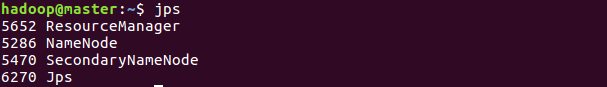 hadoop@master:~$ jps
5652 ResourceManager
5286 NameNode
5470 SecondaryNameNode
6270 Jps